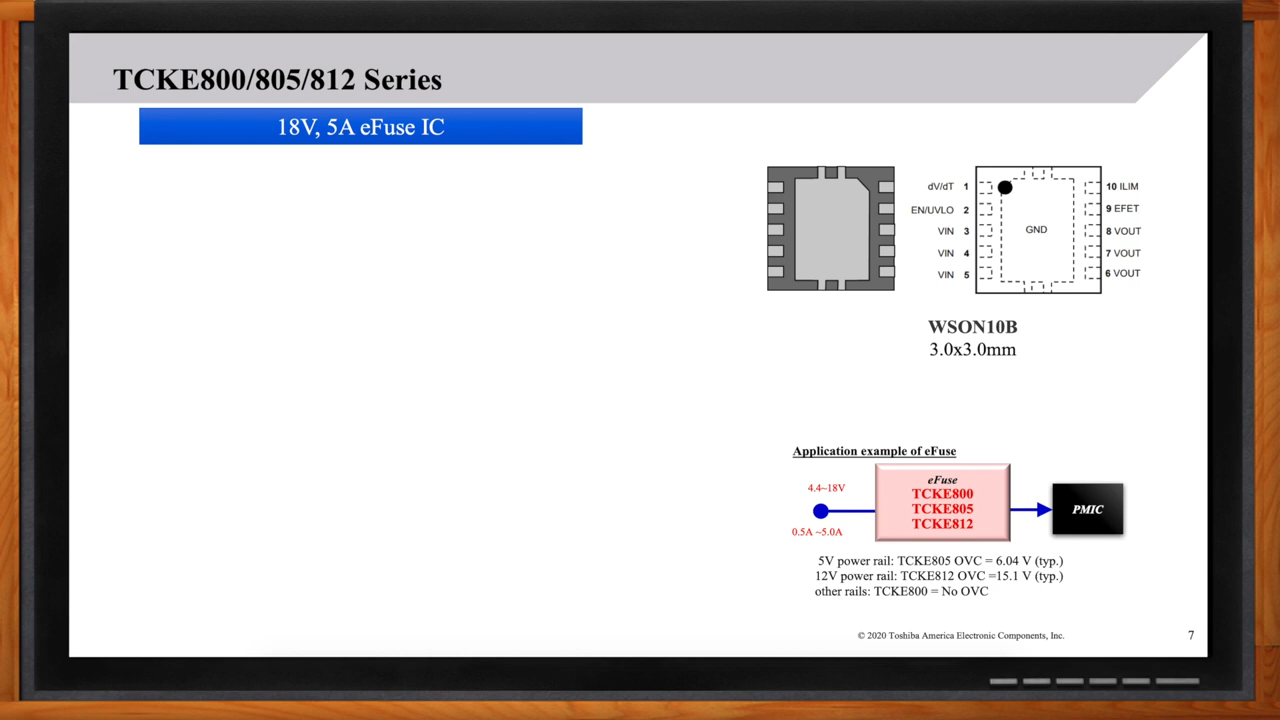 TCKE800/805/812 Series
18V, 5A eFuse IC
dV/dT 1
EN/UVLO 2
VIN 3
VIN 4
VIN 5
GND
10 ILIM
9 EFET
8 VOUT
7 VOUT
6 VOUT
WSON10B
3.0x3.0mm
Application example of eFuse
4.4~18V
0.5A ~5.0A
eFuse
TCKE800
TCKE805
TCKE812
PMIC
5V power rail: TCKE805 OVC = 6.04 V (typ.)
12V power rail: TCKE812 OVC =15.1 V (typ.)
other rails: TCKE800 = No OVC
© 2020 Toshiba America Electronic Components, Inc.
7